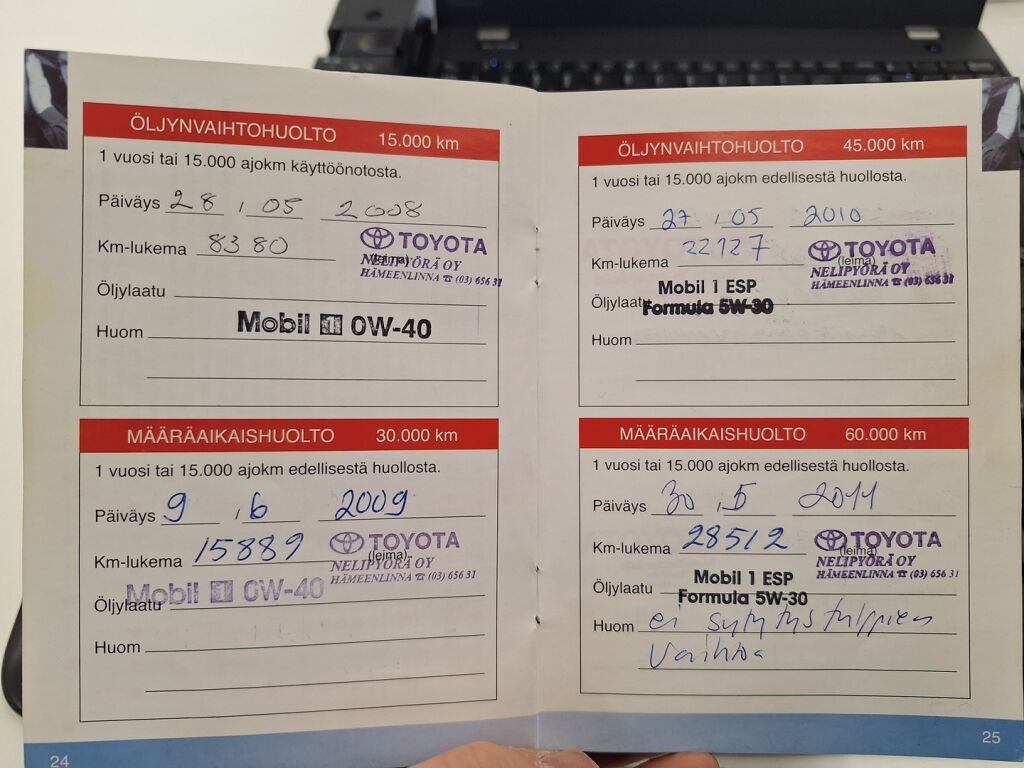 ÖLJYNVAIHTOHUOLTO 15.000 km
1 vuosi tai 15.000 ajokm käyttöönotosta.
Päiväys 28 / 05 2008
Km-lukema 8380
TOYOTA
(leima)
NELIPYÖRÄ OY
HÄMEENLINNA ☎ (03) 656 31
Öljylaatu
Mobil 1 0W-40
Huom
MÄÄRÄAIKAISHUOLTO 30.000 km
1 vuosi tai 15.000 ajokm edellisestä huollosta.
Päiväys 9 / 6 2009
Km-lukema 15889
TOYOTA
(leima)
NELIPYÖRÄ OY
HÄMEENLINNA ☎ (03) 656 31
Mobil 1 0W-40
Öljylaatu
Huom
24
ÖLJYNVAIHTOHUOLTO 45.000 km
1 vuosi tai 15.000 ajokm edellisestä huollosta.
Päiväys 27 / 05 2010
Km-lukema 22127
TOYOTA
(leima)
NELIPYÖRÄ OY
HÄMEENLINNA ☎ (03) 656 31
Mobil 1 ESP
Öljylaatu Formula 5W-30
Huom
MÄÄRÄAIKAISHUOLTO 60.000 km
1 vuosi tai 15.000 ajokm edellisestä huollosta.
Päiväys 30 / 5 2011
Km-lukema 28512
TOYOTA
(leima)
NELIPYÖRÄ OY
HÄMEENLINNA ☎ (03) 656 31
Mobil 1 ESP
Öljylaatu Formula 5W-30
Huom ei sytytystulppien
vaihtoa
25